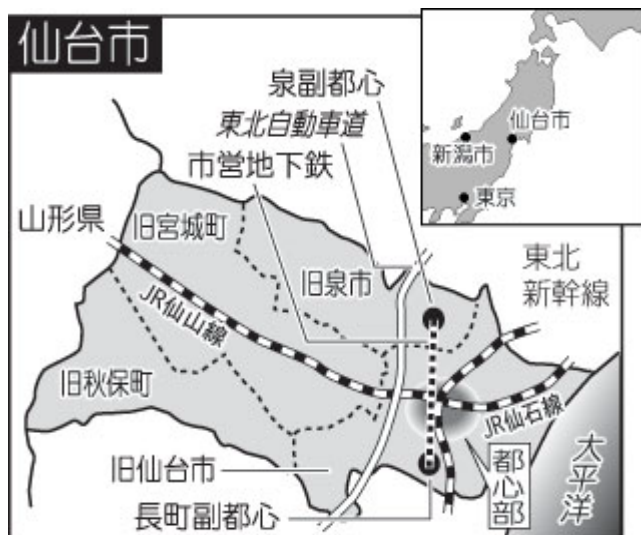 仙台市
泉副都心
東北自動車道
市営地下鉄
山形県
旧宮城町
旧泉市
東北
新幹線
JR仙山線
旧秋保町
JR仙石線
旧仙台市
都心部
太平洋
長町副都心
仙台市
新潟市
東京